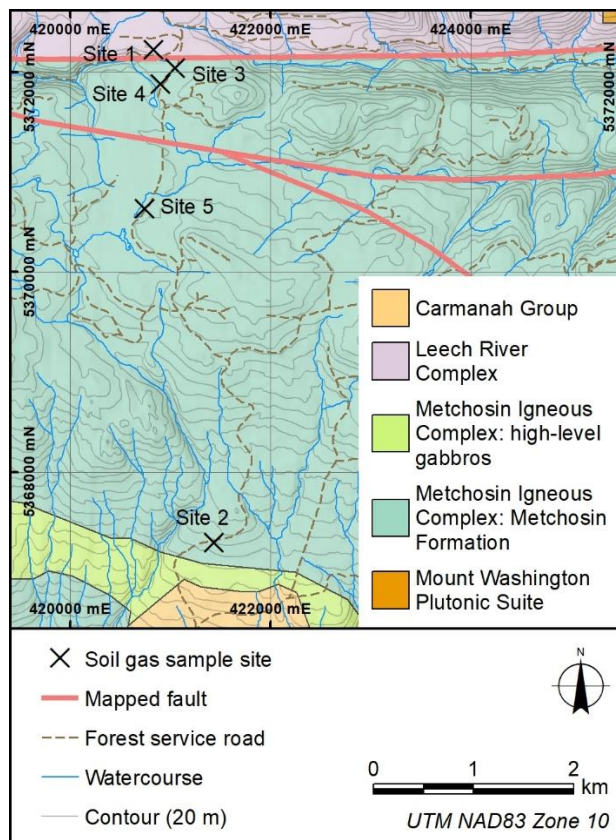 420000 mE
422000 mE
424000 mE
Site 1
Site 3
Site 4
5372000 mN
5372000 mN
Site 5
5370000 mN
Carmanah Group
Leech River
Complex
Metchosin Igneous
Complex: high-level
gabbros
5368000 mN
Metchosin Igneous
Complex: Metchosin
Formation
Site 2
Mount Washington
Plutonic Suite
420000 mE
422000 mE
Soil gas sample site
Mapped fault
Forest service road
Watercourse
Contour (20 m)
N
0 1 2
km
UTM NAD83 Zone 10